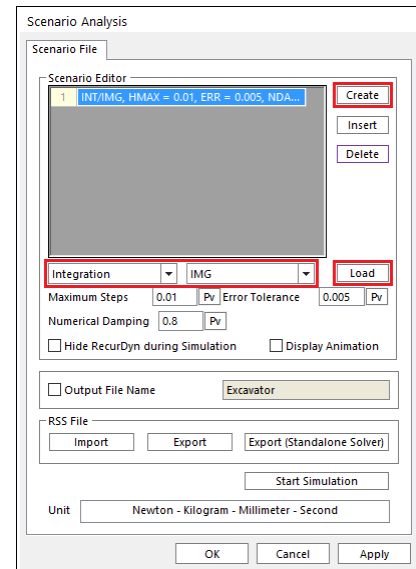 Scenario Analysis
Scenario File
Scenario Editor
1 INT/IMG, HMAX = 0.01, ERR = 0.005, NDA...
Create
Insert
Delete
Integration IMG Load
Maximum Steps 0.01 Pv Error Tolerance 0.005 Pv
Numerical Damping 0.8 Pv
Hide RecurDyn during Simulation Display Animation
Output File Name Excavator
RSS File
Import Export Export (Standalone Solver)
Start Simulation
Unit Newton - Kilogram - Millimeter - Second
OK Cancel Apply